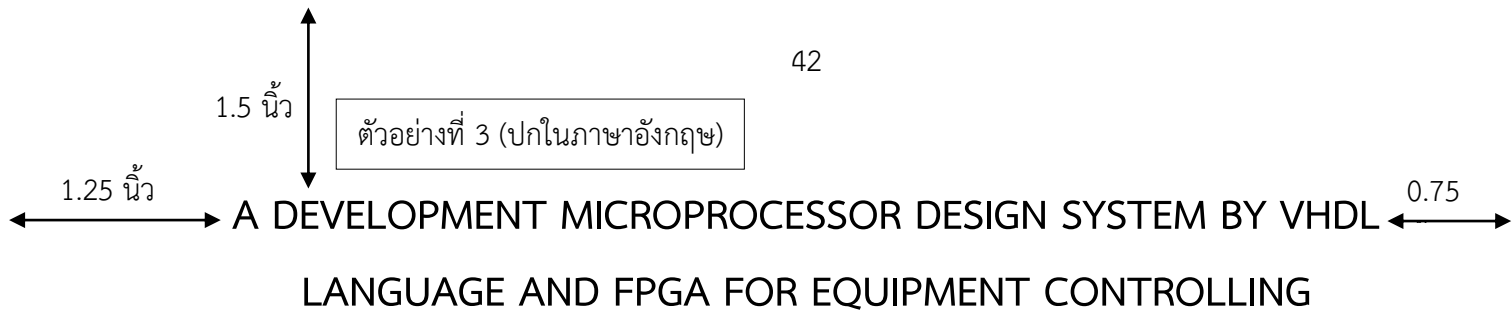 42
1.5 นิ้ว
ตัวอย่างที่ 3 (ปกในภาษาอังกฤษ)
1.25 นิ้ว
0.75
A DEVELOPMENT MICROPROCESSOR DESIGN SYSTEM BY VHDL
LANGUAGE AND FPGA FOR EQUIPMENT CONTROLLING